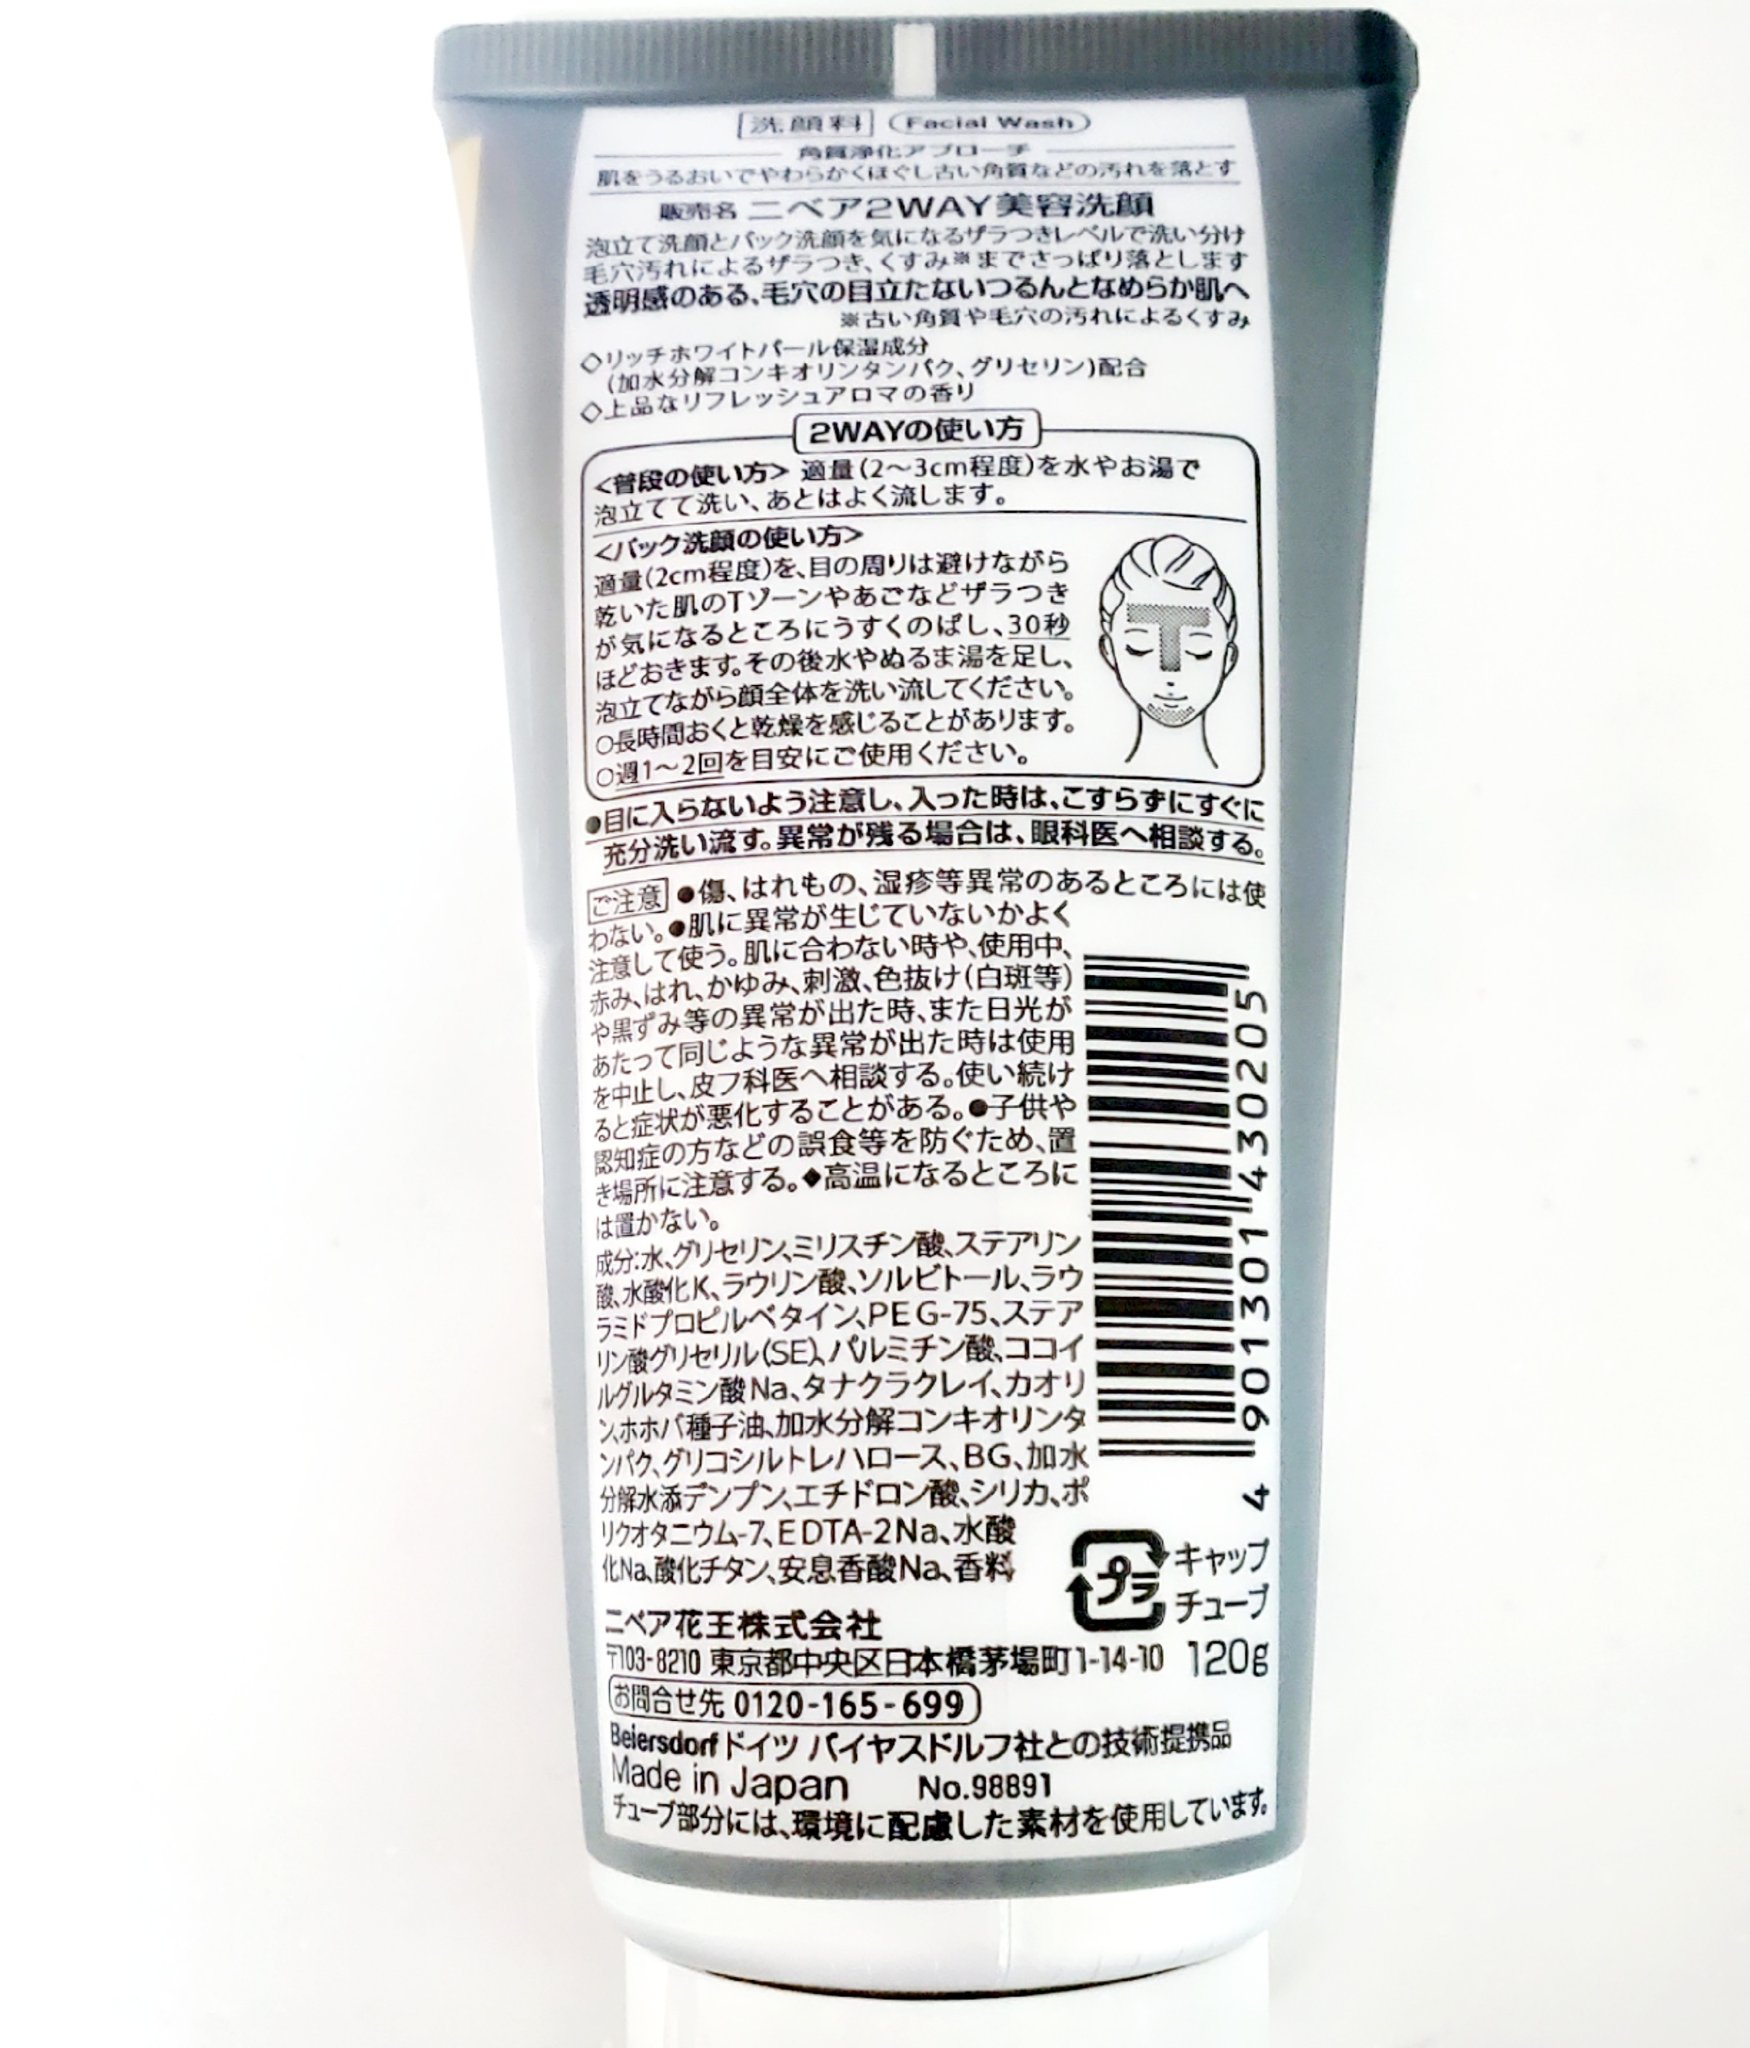 洗顔料 Facial Wash
角質浄化アプローチ
肌をうるおいでやわらかくほぐし古い角質などの汚れを落とす
販売名 ニベア2WAY美容洗顔
泡立て洗顔とパック洗顔を気になるザラつきレベルで洗い分け
毛穴汚れによるザラつき、くすみ※までさっぱり落とします
透明感のある、毛穴の目立たないつるんとなめらか肌へ
※古い角質や毛穴の汚れによるくすみ
◇リッチホワイトパール保湿成分
(加水分解コンキオリンタンパク、グリセリン)配合
◇上品なリフレッシュアロマの香り
2WAYの使い方
<普段の使い方> 適量(2〜3cm程度)を水やお湯で
泡立てて洗い、あとはよく流します。
<パック洗顔の使い方>
適量(2cm程度)を、目の周りは避けながら
乾いた肌のTゾーンやあごなどザラつき
が気になるところにうすくのばし、30秒
ほどおきます。その後水やぬるま湯を足し、
泡立てながら顔全体を洗い流してください。
○長時間おくと乾燥を感じることがあります。
○週1〜2回を目安にご使用ください。
●目に入らないよう注意し、入った時は、こすらずにすぐに
充分洗い流す。異常が残る場合は、眼科医へ相談する。
ご注意 ●傷、はれもの、湿疹等異常のあるところには使
わない。●肌に異常が生じていないかよく
注意して使う。肌に合わない時や、使用中、
赤み、はれ、かゆみ、刺激、色抜け(白斑等)
や黒ずみ等の異常が出た時、また日光が
あたって同じような異常が出た時は使用
を中止し、皮フ科医へ相談する。使い続け
ると症状が悪化することがある。●子供や
認知症の方などの誤食等を防ぐため、置
き場所に注意する。◆高温になるところに
は置かない。
成分:水、グリセリン、ミリスチン酸、ステアリン
酸、水酸化K、ラウリン酸、ソルビトール、ラウ
ラミドプロピルベタイン、PEG-75、ステア
リン酸グリセリル(SE)、パルミチン酸、ココイ
ルグルタミン酸Na、タナクラクレイ、カオリ
ン、ホホバ種子油、加水分解コンキオリンタ
ンパク、グリコシルトレハロース、BG、加水
分解水添デンプン、エチドロン酸、シリカ、ポ
リクオタニウム-7、EDTA-2Na、水酸
化Na、酸化チタン、安息香酸Na、香料
4 901301 430205
プラ キャップ
チューブ
ニベア花王株式会社
〒103-8210 東京都中央区日本橋茅場町1-14-10 120g
お問合せ先 0120-165-699
Beiersdorf ドイツ バイヤスドルフ社との技術提携品
Made in Japan No.98891
チューブ部分には、環境に配慮した素材を使用しています。